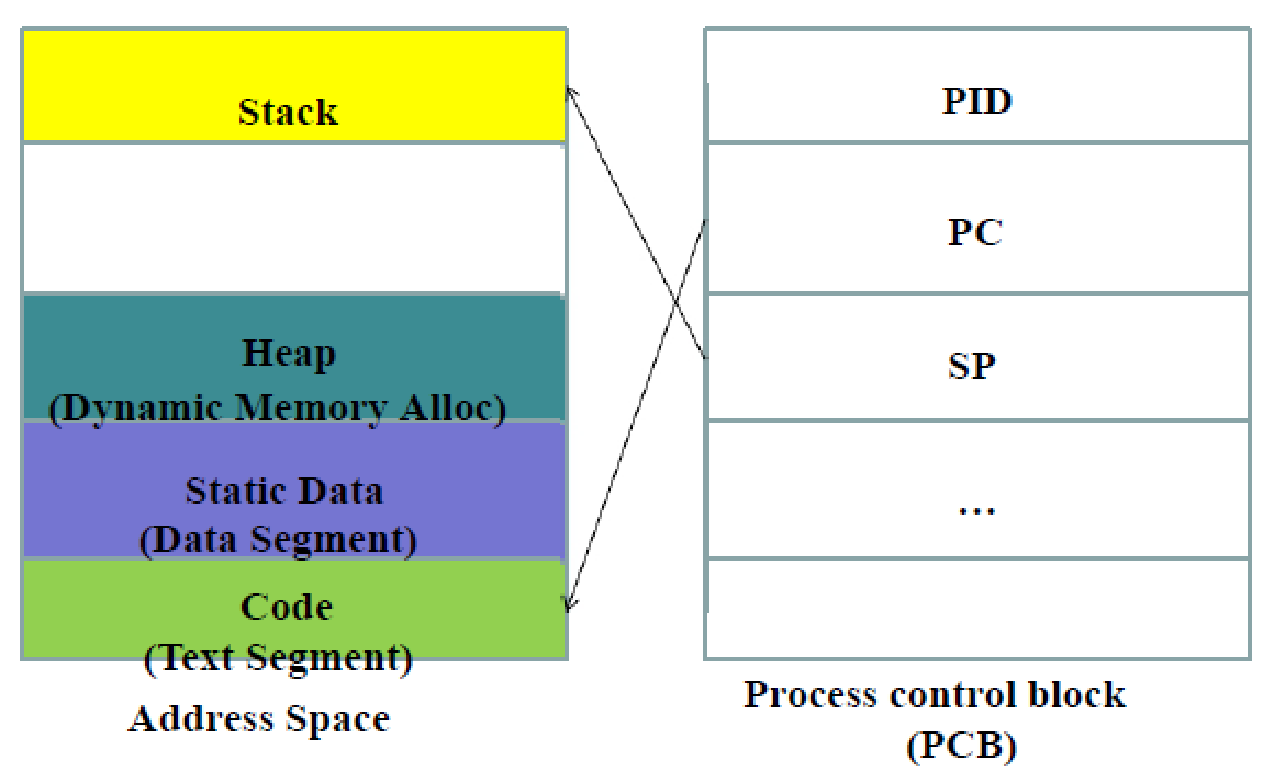 Stack
Heap
(Dynamic Memory Alloc)
Static Data
(Data Segment)
Code
(Text Segment)
Address Space
PID
PC
SP
...
Process control block
(PCB)